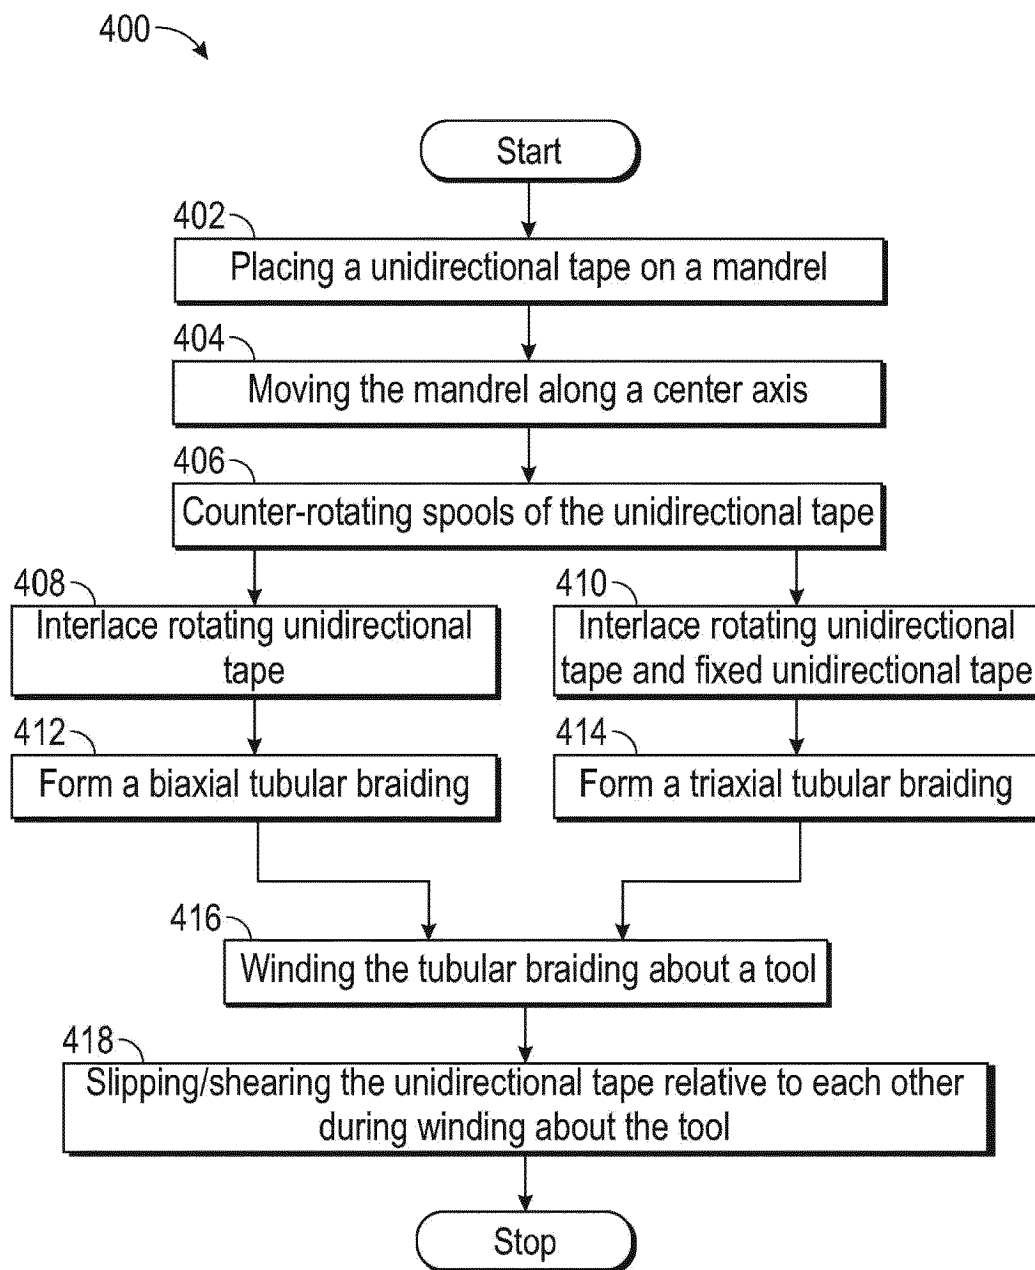 400
Start
402
Placing a unidirectional tape on a mandrel
404
Moving the mandrel along a center axis
406
Counter-rotating spools of the unidirectional tape
408
Interlace rotating unidirectional
tape
410
Interlace rotating unidirectional
tape and fixed unidirectional tape
412
Form a biaxial tubular braiding
414
Form a triaxial tubular braiding
416
Winding the tubular braiding about a tool
418
Slipping/shearing the unidirectional tape relative to each other
during winding about the tool
Stop